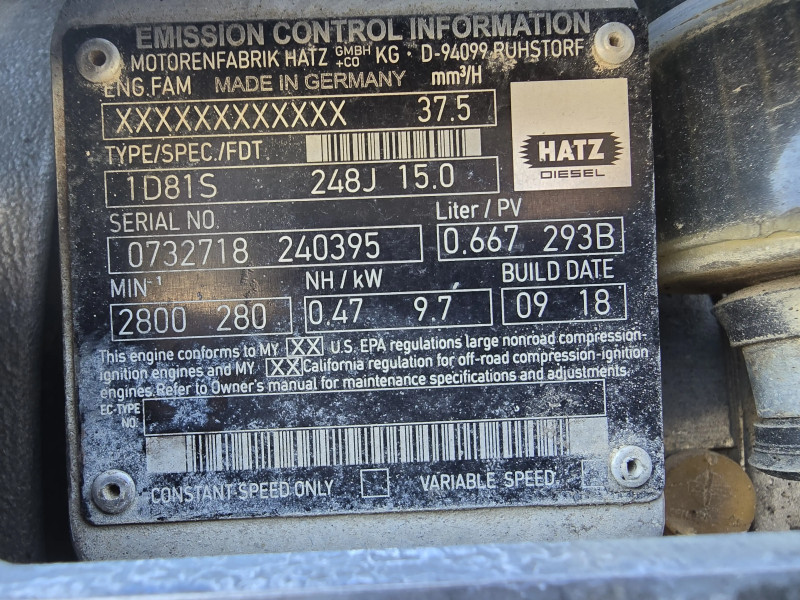 EMISSION CONTROL INFORMATION
MOTORENFABRIK HATZ GMBH +CO KG · D-94099 RUHSTORF
ENG.FAM MADE IN GERMANY mm³/H
XXXXXXXXXXXX 37.5
TYPE/SPEC./FDT
HATZ
DIESEL
1D81S 248J 15.0
SERIAL NO. Liter / PV
0732718 240395 0.667 293B
MIN-1 NH / kW BUILD DATE
2800 280 0.47 9.7 09 18
This engine conforms to MY XX U.S. EPA regulations large nonroad compression-
ignition engines and MY XX California regulation for off-road compression-ignition
engines. Refer to Owner's manual for maintenance specifications and adjustments.
EC-TYPE
NO:
CONSTANT SPEED ONLY VARIABLE SPEED